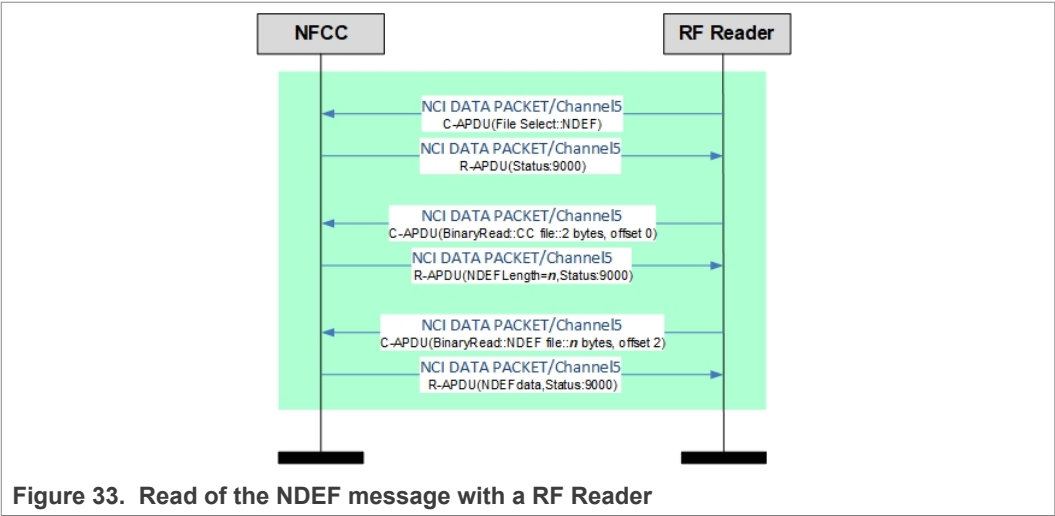 NFCC
RF Reader
NCI DATA PACKET/Channel5
C-APDU(File Select::NDEF)
NCI DATA PACKET/Channel5
R-APDU(Status:9000)
NCI DATA PACKET/Channel5
C-APDU(BinaryRead::CC file::2 bytes, offset 0)
NCI DATA PACKET/Channel5
R-APDU(NDEFLength=n,Status:9000)
NCI DATA PACKET/Channel5
C-APDU(BinaryRead::NDEF file::n bytes, offset 2)
NCI DATA PACKET/Channel5
R-APDU(NDEFdata,Status:9000)
Figure 33. Read of the NDEF message with a RF Reader